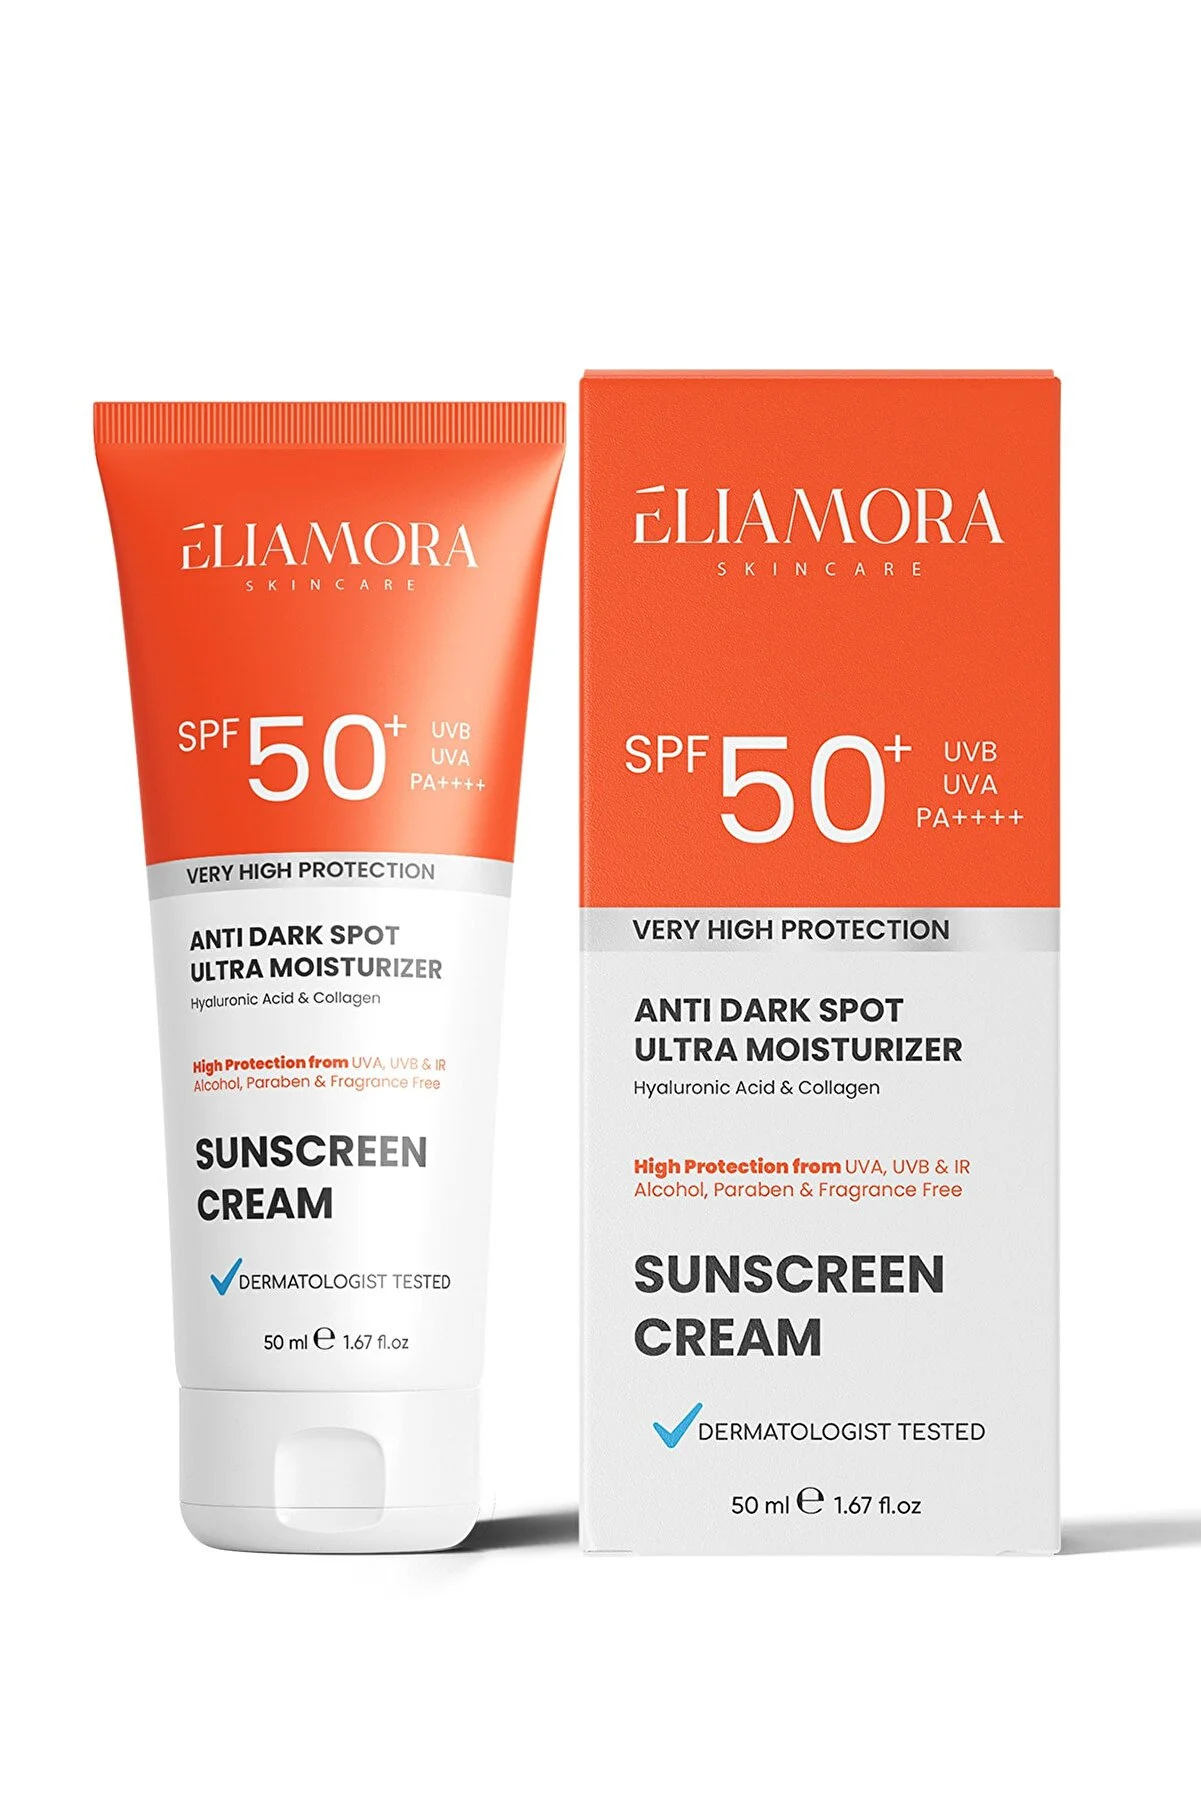 ÉLIAMORA
SKINCARE
SPF 50+
UVB
UVA
PA++++
VERY HIGH PROTECTION
ANTI DARK SPOT
ULTRA MOISTURIZER
Hyaluronic Acid & Collagen
High Protection from UVA, UVB & IR
Alcohol, Paraben & Fragrance Free
SUNSCREEN
CREAM
DERMATOLOGIST TESTED
50 ml ℮ 1.67 fl.oz
ÉLIAMORA
SKINCARE
SPF 50+
UVB
UVA
PA++++
VERY HIGH PROTECTION
ANTI DARK SPOT
ULTRA MOISTURIZER
Hyaluronic Acid & Collagen
High Protection from UVA, UVB & IR
Alcohol, Paraben & Fragrance Free
SUNSCREEN
CREAM
DERMATOLOGIST TESTED
50 ml ℮ 1.67 fl.oz